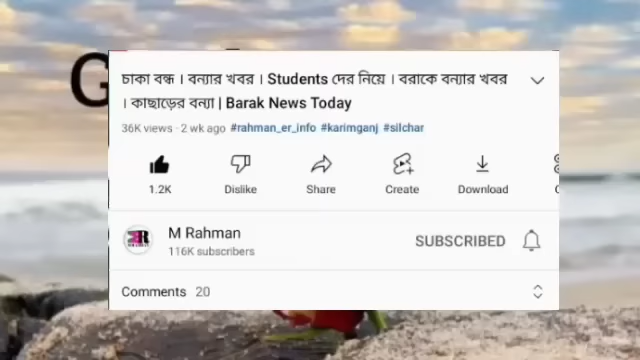 চাকা বন্ধ । বন্যার খবর । Students দের নিয়ে । বরাকে বন্যার খবর
। কাছাড়ের বন্যা | Barak News Today
36K views · 2 wk ago #rahman_er_info #karimganj #silchar
1.2K Dislike Share Create Download
M Rahman
116K subscribers
SUBSCRIBED
Comments 20